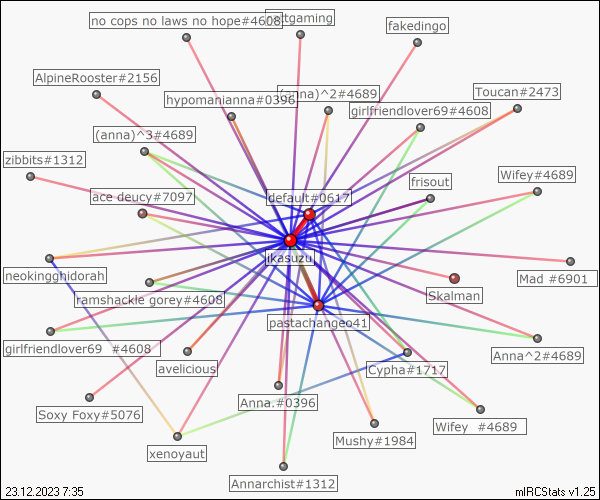 no cops no laws no hope#4608
fakedingo
AlpineRooster#2156
hypomanianna#0396
(anna)^2#4689
Toucan#2473
girlfriendlover69#4608
(anna)^3#4689
zibbits#1312
frisout
Wifey#4689
ace deucy#7097
default#0617
ikasuzu
neokingghidorah
Mad #6901
ramshackle gorey#4608
Skalman
pastachangeo41
girlfriendlover69 #4608
Anna^2#4689
avelicious
Cypha#1717
Anna.#0396
Soxy Foxy#5076
Wifey #4689
Mushy#1984
xenoyaut
Annarchist#1312
23.12.2023 7:35
mIRCStats v1.25